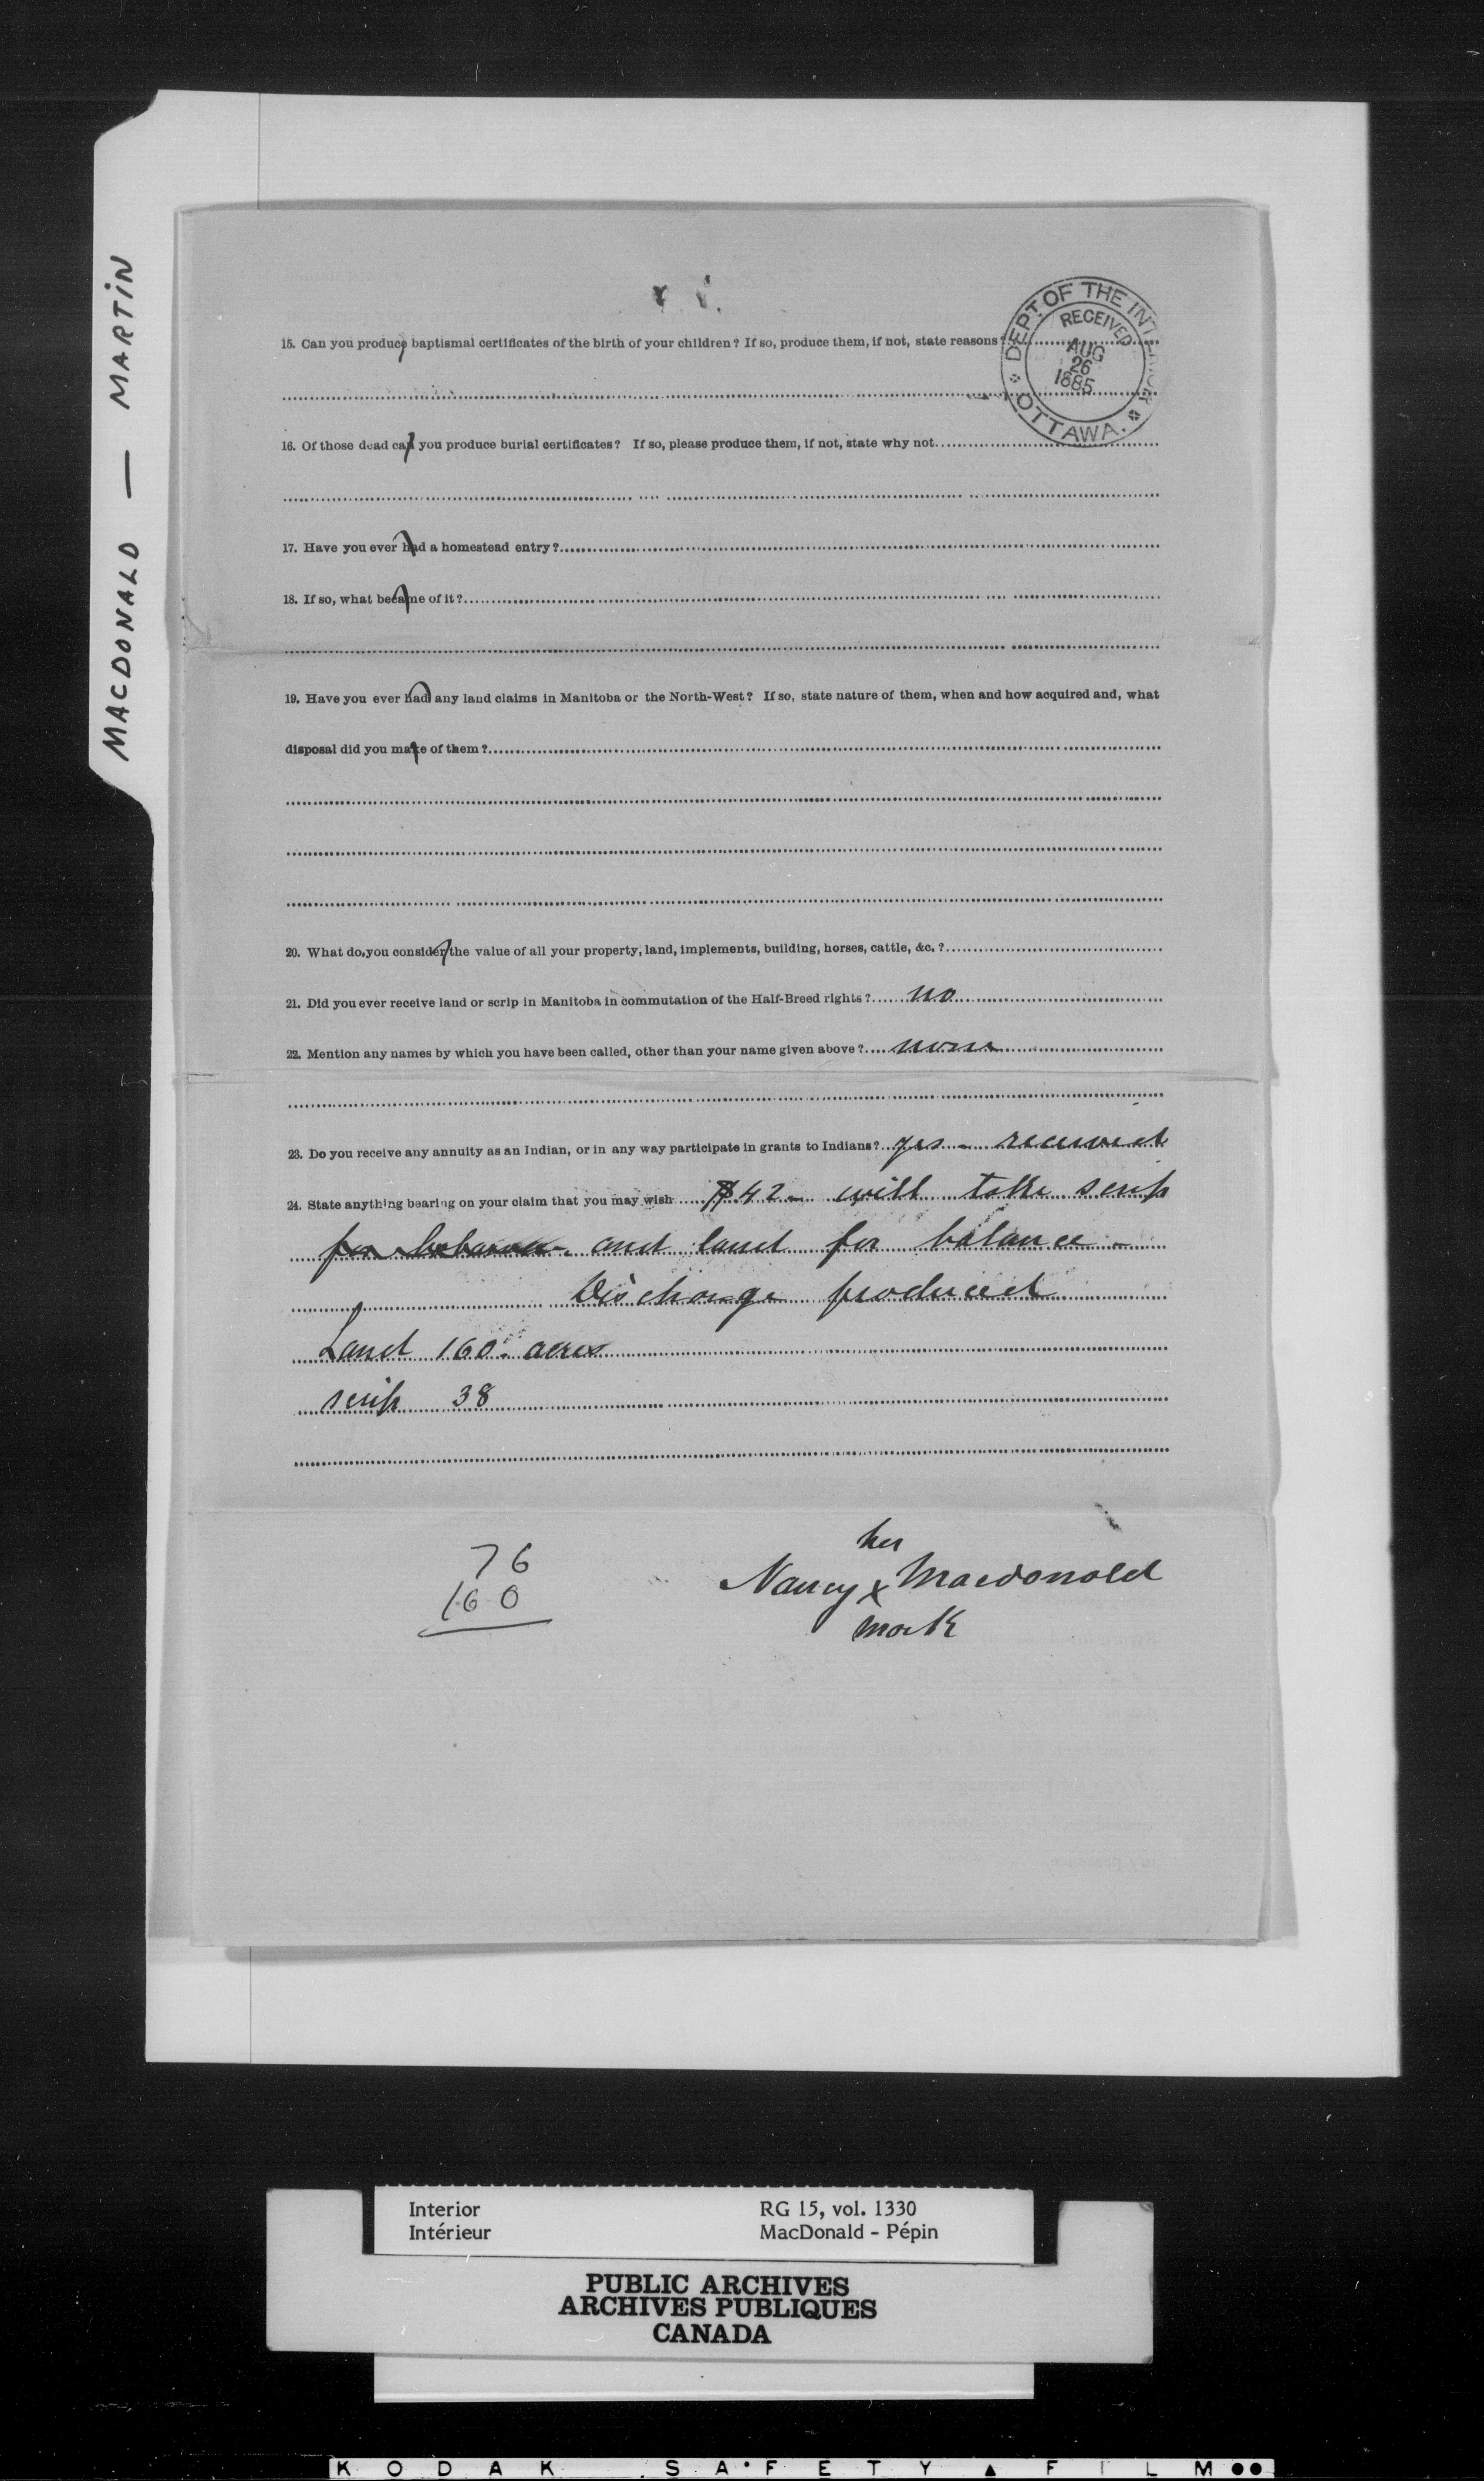 MACDONALD — MARTIN
DEPT. OF THE INTERIOR
RECEIVED
AUG
26
1885
OTTAWA.
15. Can you produce baptismal certificates of the birth of your children? If so, produce them, if not, state reasons?
16. Of those dead can you produce burial certificates? If so, please produce them, if not, state why not
17. Have you ever had a homestead entry?
18. If so, what became of it?
19. Have you ever had any land claims in Manitoba or the North-West? If so, state nature of them, when and how acquired and, what
disposal did you make of them?
20. What do you consider the value of all your property, land, implements, building, horses, cattle, &c.?
21. Did you ever receive land or scrip in Manitoba in commutation of the Half-Breed rights? no
22. Mention any names by which you have been called, other than your name given above? none
23. Do you receive any annuity as an Indian, or in any way participate in grants to Indians? yes - received
24. State anything bearing on your claim that you may wish $42 - will take scrip
for and land for balance -
Discharge produced
Land 160. acres
scrip 38
76
160
her
Nancy x Macdonald
mark
Interior
Intérieur
RG 15, vol. 1330
MacDonald - Pépin
PUBLIC ARCHIVES
ARCHIVES PUBLIQUES
CANADA
KODAK SAFETY FILM